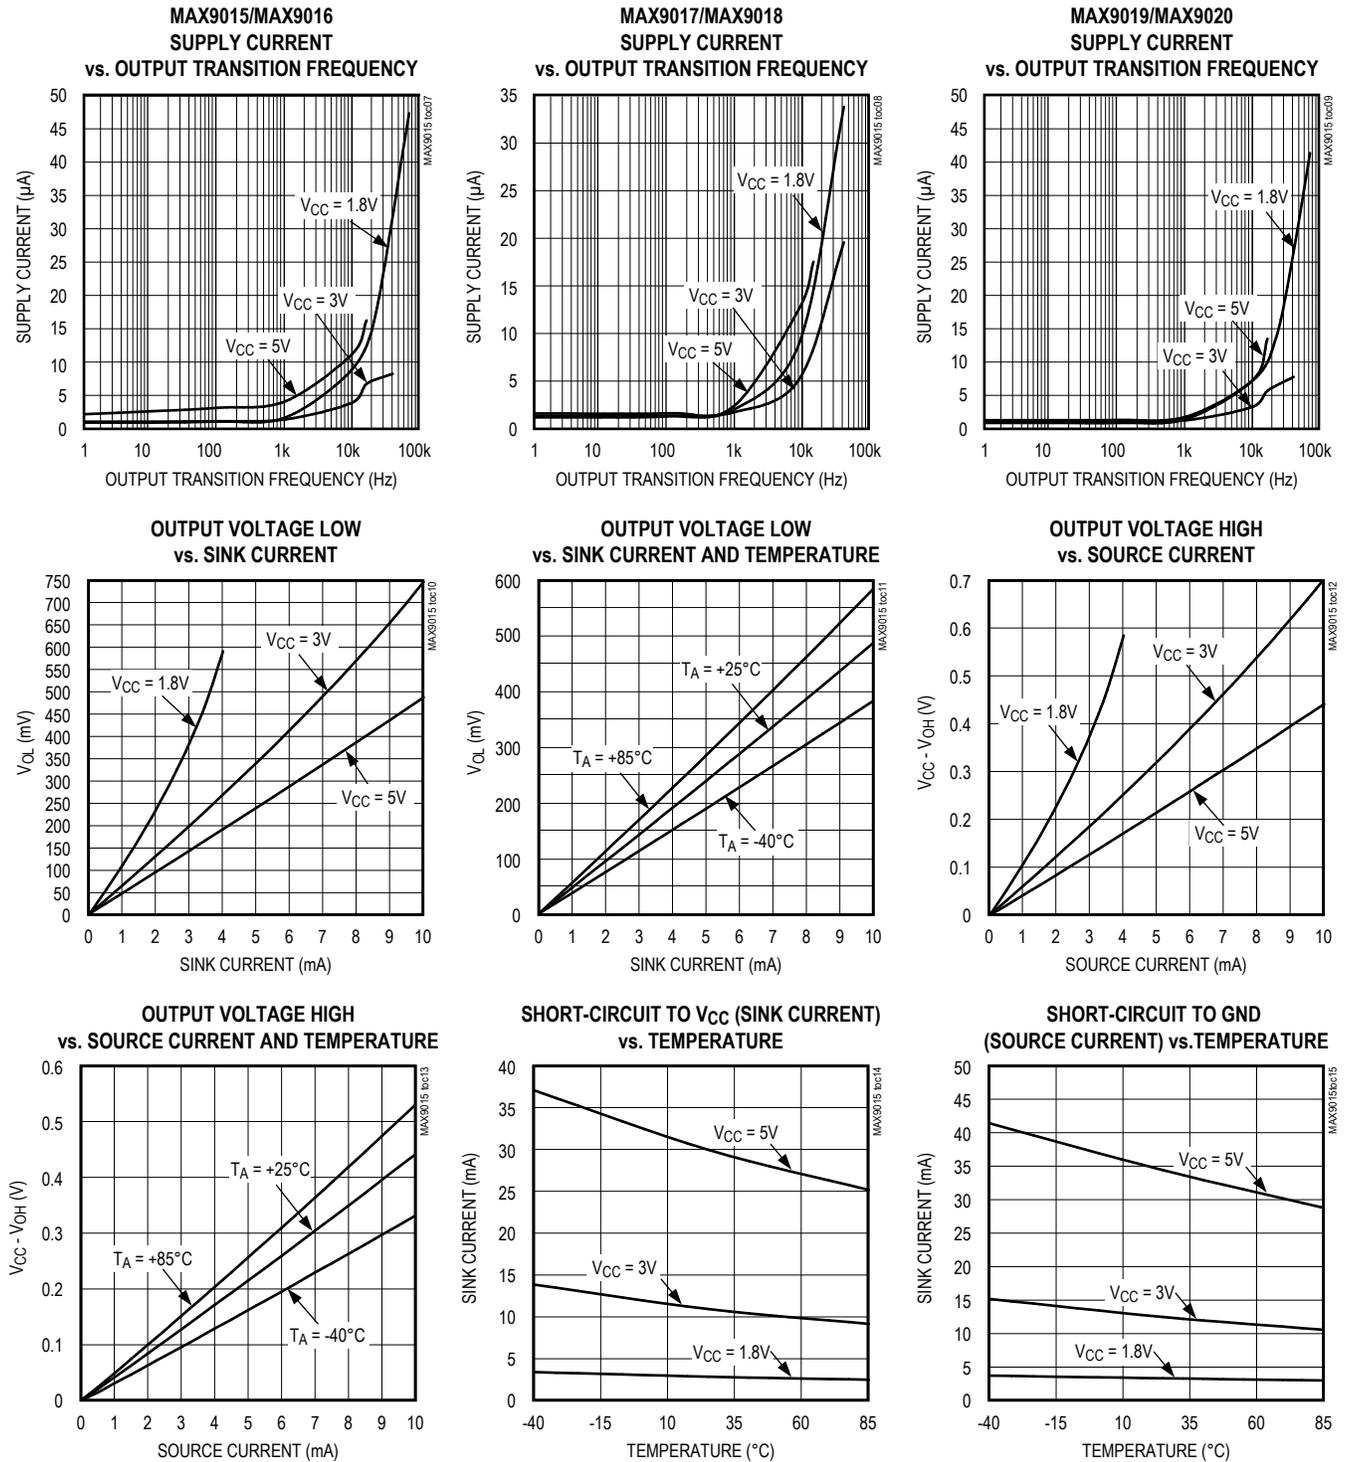 MAX9015/MAX9016
SUPPLY CURRENT
vs. OUTPUT TRANSITION FREQUENCY
SUPPLY CURRENT (µA)
50
45
40
35
30
25
20
15
10
5
0
VCC = 1.8V
VCC = 3V
VCC = 5V
MAX9015 toc07
1 10 100 1k 10k 100k
OUTPUT TRANSITION FREQUENCY (Hz)
MAX9017/MAX9018
SUPPLY CURRENT
vs. OUTPUT TRANSITION FREQUENCY
SUPPLY CURRENT (µA)
35
30
25
20
15
10
5
0
VCC = 1.8V
VCC = 3V
VCC = 5V
MAX9015 toc08
1 10 100 1k 10k 100k
OUTPUT TRANSITION FREQUENCY (Hz)
MAX9019/MAX9020
SUPPLY CURRENT
vs. OUTPUT TRANSITION FREQUENCY
SUPPLY CURRENT (µA)
50
45
40
35
30
25
20
15
10
5
0
VCC = 1.8V
VCC = 5V
VCC = 3V
MAX9015 toc09
1 10 100 1k 10k 100k
OUTPUT TRANSITION FREQUENCY (Hz)
OUTPUT VOLTAGE LOW
vs. SINK CURRENT
VOL (mV)
750
700
650
600
550
500
450
400
350
300
250
200
150
100
50
0
VCC = 3V
VCC = 1.8V
VCC = 5V
MAX9015 toc10
0 1 2 3 4 5 6 7 8 9 10
SINK CURRENT (mA)
OUTPUT VOLTAGE LOW
vs. SINK CURRENT AND TEMPERATURE
VOL (mV)
600
500
400
300
200
100
0
TA = +25°C
TA = +85°C
TA = -40°C
MAX9015 toc11
0 1 2 3 4 5 6 7 8 9 10
SINK CURRENT (mA)
OUTPUT VOLTAGE HIGH
vs. SOURCE CURRENT
VCC - VOH (V)
0.7
0.6
0.5
0.4
0.3
0.2
0.1
0
VCC = 3V
VCC = 1.8V
VCC = 5V
MAX9015 toc12
0 1 2 3 4 5 6 7 8 9 10
SOURCE CURRENT (mA)
OUTPUT VOLTAGE HIGH
vs. SOURCE CURRENT AND TEMPERATURE
VCC - VOH (V)
0.6
0.5
0.4
0.3
0.2
0.1
0
TA = +25°C
TA = +85°C
TA = -40°C
MAX9015 toc13
0 1 2 3 4 5 6 7 8 9 10
SOURCE CURRENT (mA)
SHORT-CIRCUIT TO VCC (SINK CURRENT)
vs. TEMPERATURE
SINK CURRENT (mA)
40
35
30
25
20
15
10
5
0
VCC = 5V
VCC = 3V
VCC = 1.8V
MAX9015 toc14
-40 -15 10 35 60 85
TEMPERATURE (°C)
SHORT-CIRCUIT TO GND
(SOURCE CURRENT) vs.TEMPERATURE
SINK CURRENT (mA)
50
45
40
35
30
25
20
15
10
5
0
VCC = 5V
VCC = 3V
VCC = 1.8V
MAX9015toc15
-40 -15 10 35 60 85
TEMPERATURE (°C)